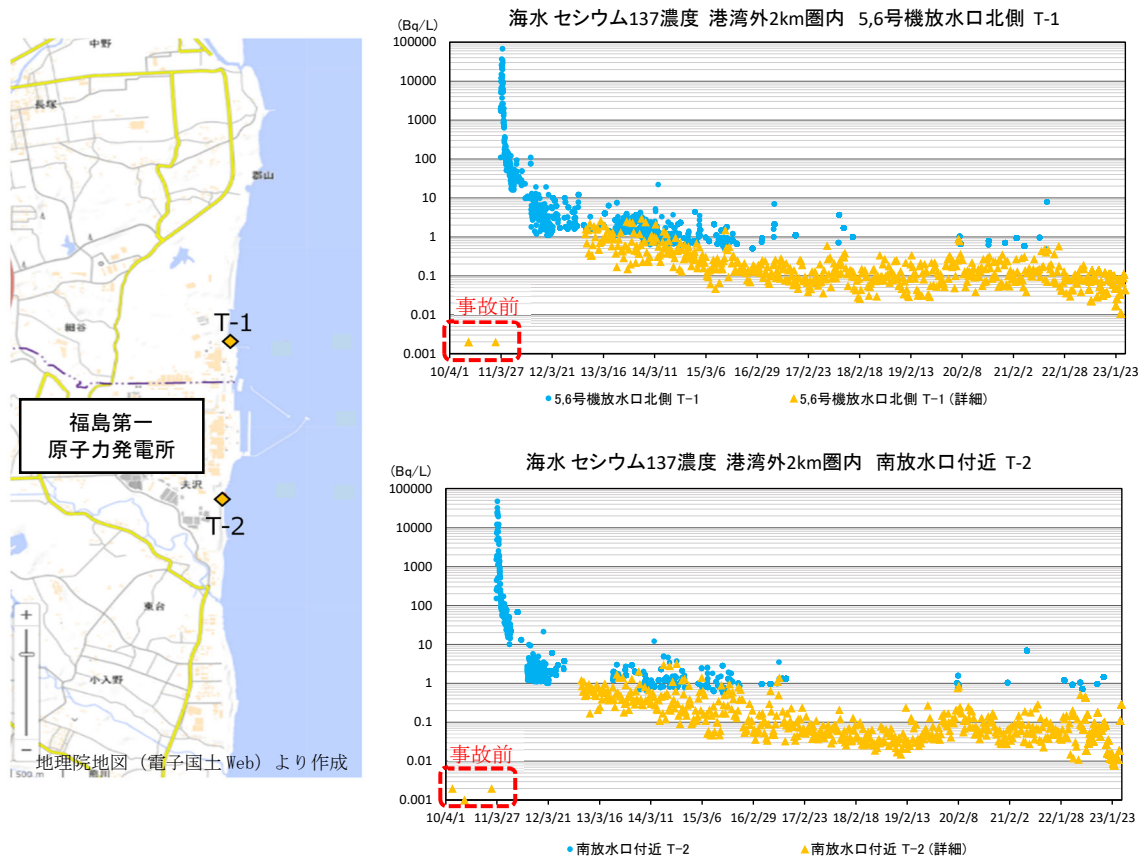 中野
長塚
郡山
細谷
T-1
福島第一
原子力発電所
夫沢
T-2
東台
小入野
+
−
地理院地図（電子国土Web）より作成
500 m
熊川
海水 セシウム137濃度 港湾外2km圏内 5,6号機放水口北側 T-1
(Bq/L)
100000
10000
1000
100
10
1
0.1
0.01
0.001
事故前
10/4/1 11/3/27 12/3/21 13/3/16 14/3/11 15/3/6 16/2/29 17/2/23 18/2/18 19/2/13 20/2/8 21/2/2 22/1/28 23/1/23
5,6号機放水口北側 T-1
5,6号機放水口北側 T-1（詳細）
海水 セシウム137濃度 港湾外2km圏内 南放水口付近 T-2
(Bq/L)
100000
10000
1000
100
10
1
0.1
0.01
0.001
事故前
10/4/1 11/3/27 12/3/21 13/3/16 14/3/11 15/3/6 16/2/29 17/2/23 18/2/18 19/2/13 20/2/8 21/2/2 22/1/28 23/1/23
南放水口付近 T-2
南放水口付近 T-2（詳細）